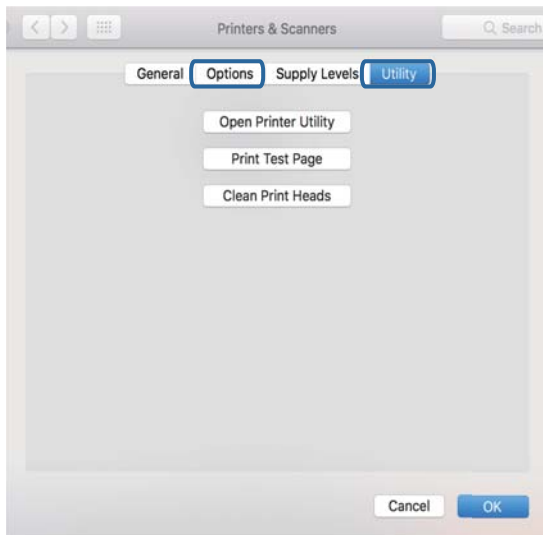 Printers & Scanners Search
General Options Supply Levels Utility
Open Printer Utility
Print Test Page
Clean Print Heads
Cancel OK